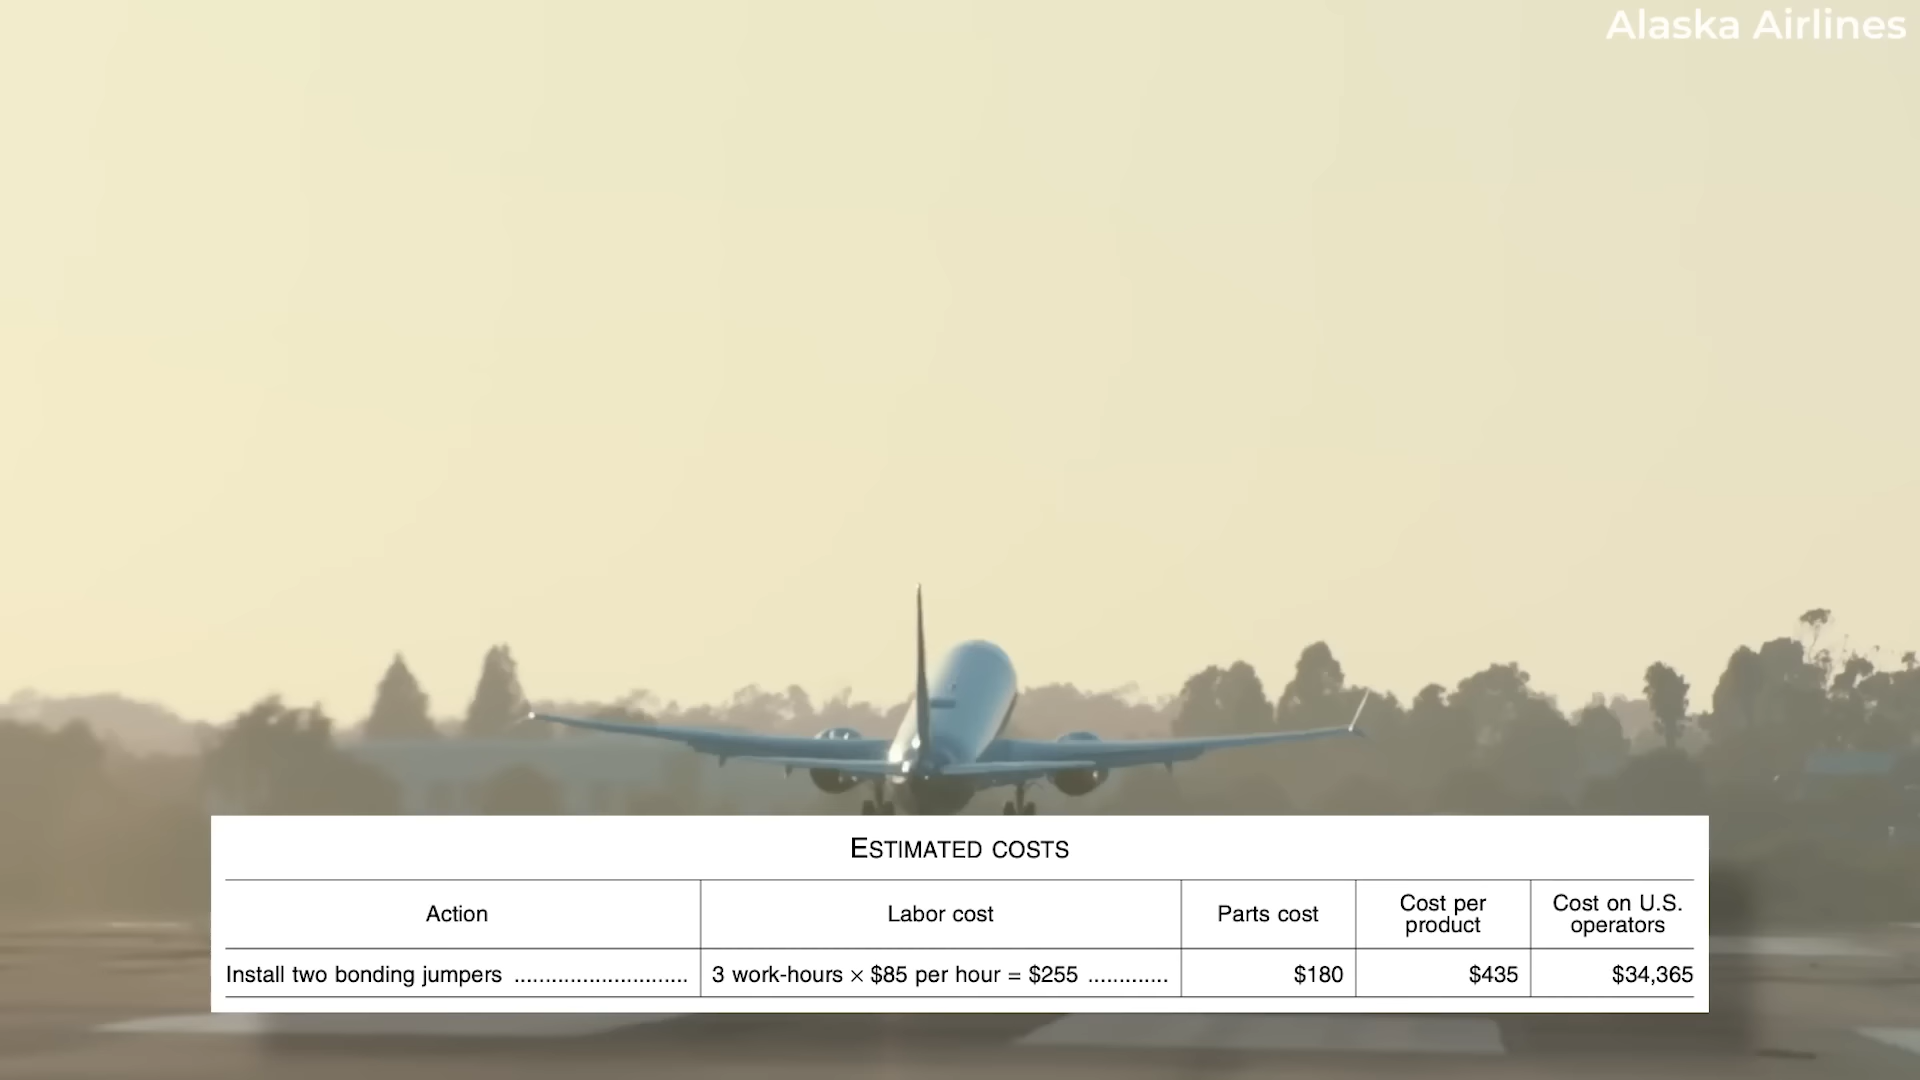 Alaska Airlines
ESTIMATED COSTS
Action
Labor cost
Parts cost
Cost per
product
Cost on U.S.
operators
Install two bonding jumpers ............................
3 work-hours × $85 per hour = $255 .............
$180
$435
$34,365